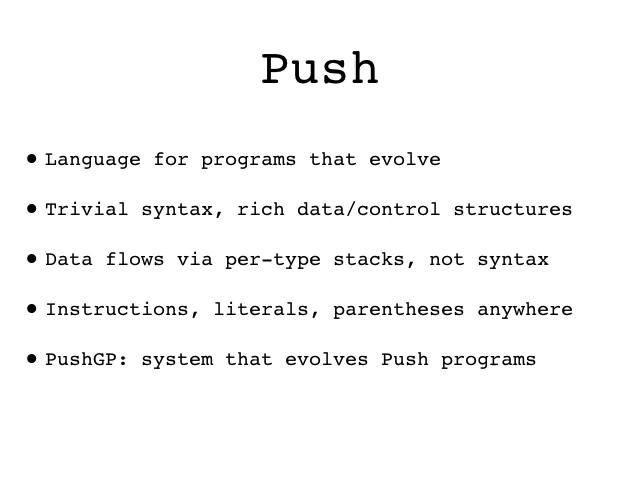 Push
• Language for programs that evolve
• Trivial syntax, rich data/control structures
• Data flows via per-type stacks, not syntax
• Instructions, literals, parentheses anywhere
• PushGP: system that evolves Push programs